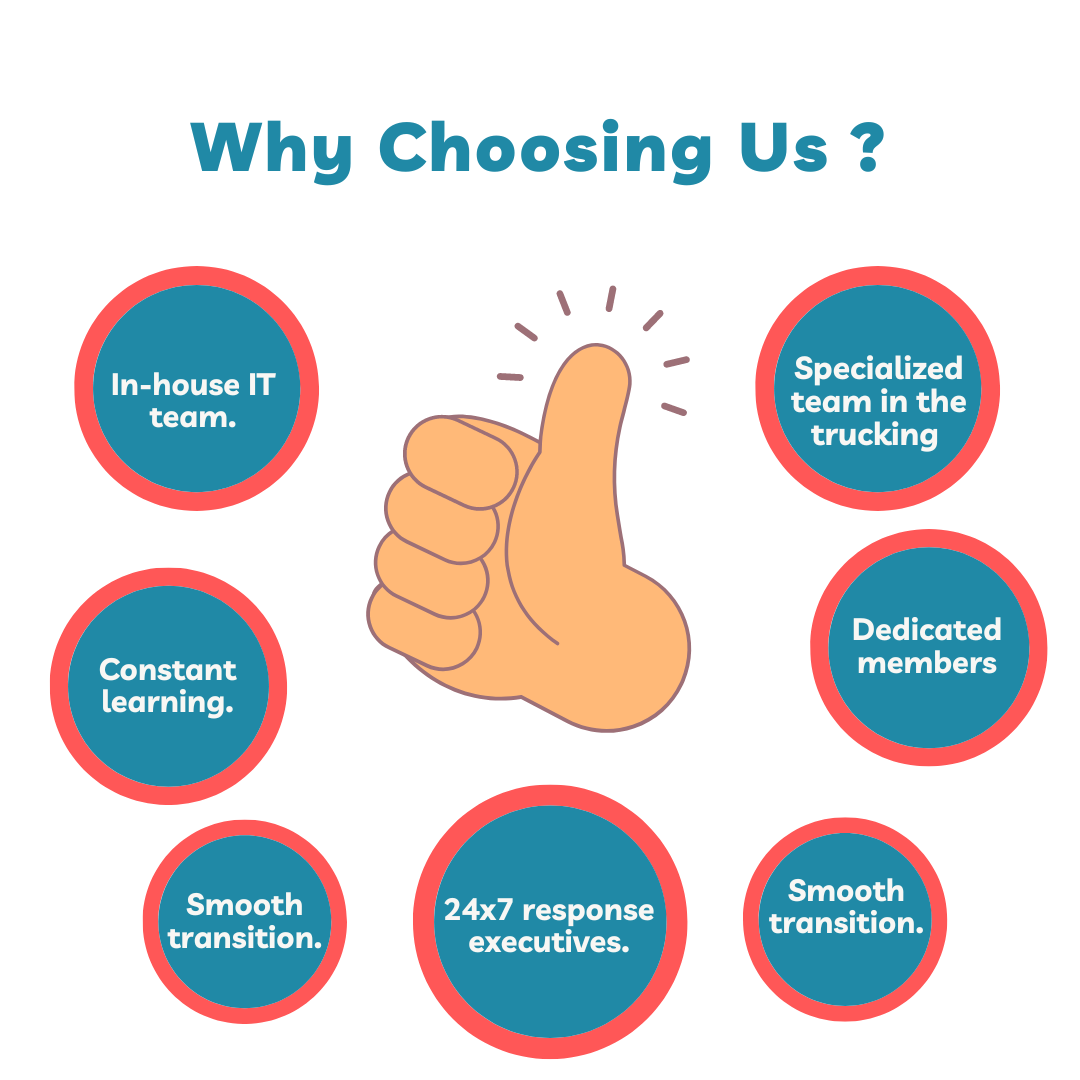 Why Choosing Us ?
In-house IT
team.
Specialized
team in the
trucking
Constant
learning.
Dedicated
members
Smooth
transition.
24x7 response
executives.
Smooth
transition.